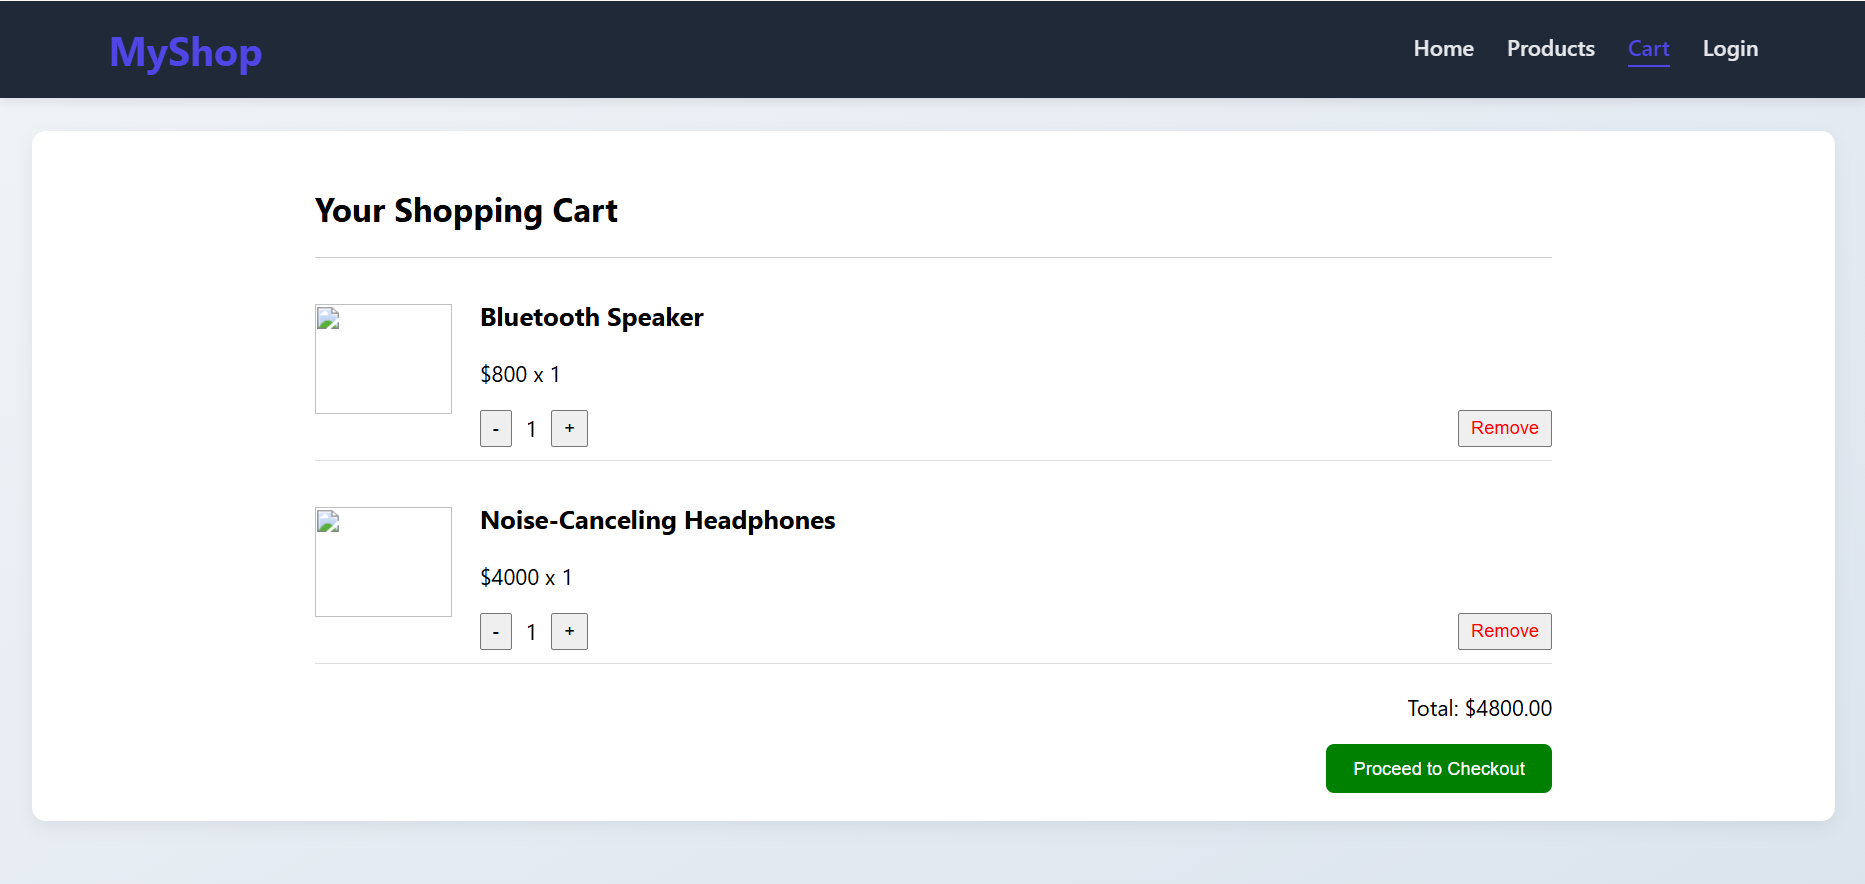 MyShop
Home Products Cart Login
Your Shopping Cart
Bluetooth Speaker
$800 x 1
- 1 + Remove
Noise-Canceling Headphones
$4000 x 1
- 1 + Remove
Total: $4800.00
Proceed to Checkout